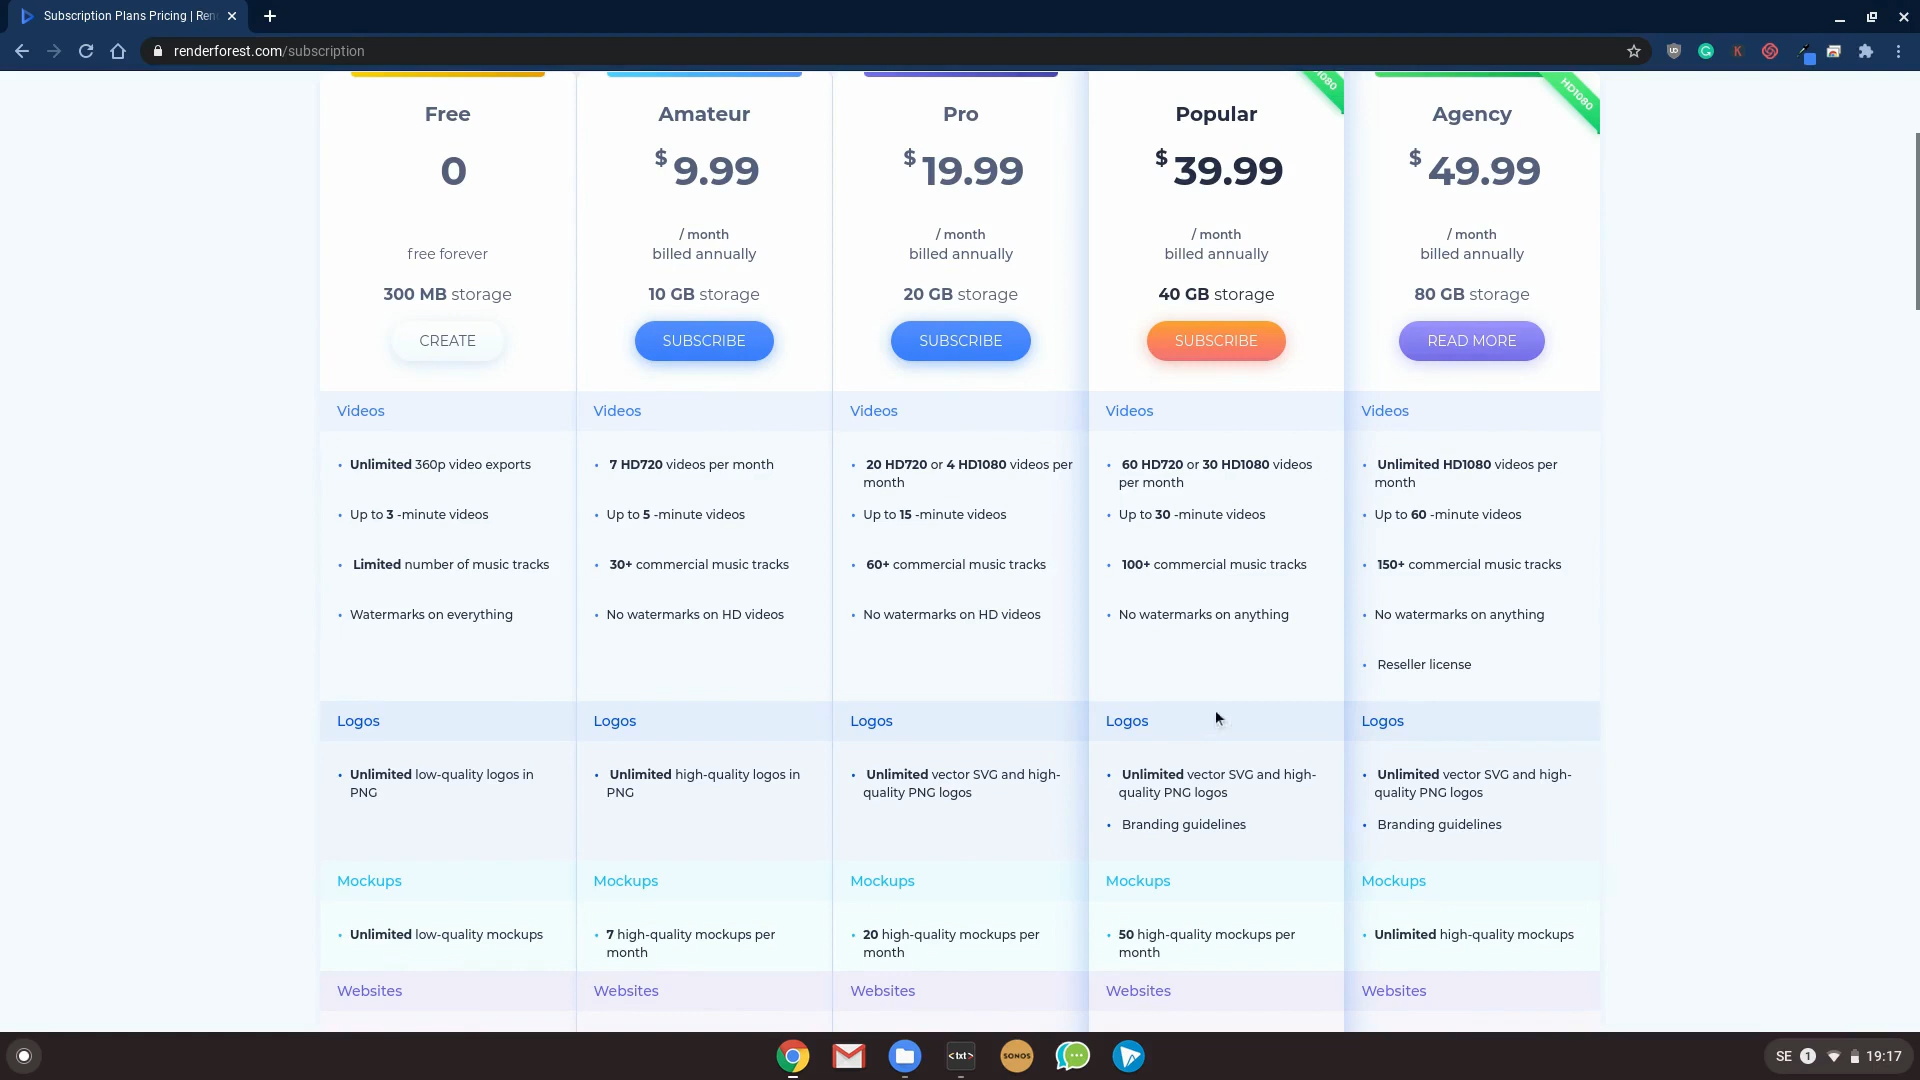 Subscription Plans Pricing | Ren
renderforest.com/subscription
Free
0
free forever
300 MB storage
CREATE
Amateur
$ 9.99
/ month
billed annually
10 GB storage
SUBSCRIBE
Pro
$ 19.99
/ month
billed annually
20 GB storage
SUBSCRIBE
Popular
$ 39.99
/ month
billed annually
40 GB storage
SUBSCRIBE
HD1080
Agency
$ 49.99
/ month
billed annually
80 GB storage
READ MORE
Videos
• Unlimited 360p video exports
• Up to 3 -minute videos
• Limited number of music tracks
• Watermarks on everything
Videos
• 7 HD720 videos per month
• Up to 5 -minute videos
• 30+ commercial music tracks
• No watermarks on HD videos
Videos
• 20 HD720 or 4 HD1080 videos per
month
• Up to 15 -minute videos
• 60+ commercial music tracks
• No watermarks on HD videos
Videos
• 60 HD720 or 30 HD1080 videos
per month
• Up to 30 -minute videos
• 100+ commercial music tracks
• No watermarks on anything
Videos
• Unlimited HD1080 videos per
month
• Up to 60 -minute videos
• 150+ commercial music tracks
• No watermarks on anything
• Reseller license
Logos
• Unlimited low-quality logos in
PNG
Logos
• Unlimited high-quality logos in
PNG
Logos
• Unlimited vector SVG and high-
quality PNG logos
Logos
• Unlimited vector SVG and high-
quality PNG logos
• Branding guidelines
Logos
• Unlimited vector SVG and high-
quality PNG logos
• Branding guidelines
Mockups
• Unlimited low-quality mockups
Mockups
• 7 high-quality mockups per
month
Mockups
• 20 high-quality mockups per
month
Mockups
• 50 high-quality mockups per
month
Mockups
• Unlimited high-quality mockups
Websites
Websites
Websites
Websites
Websites
<txt>
SONOS
SE 1 19:17